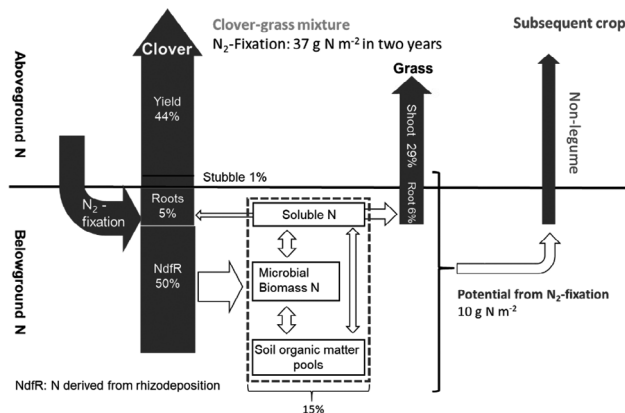 Clover-grass mixture
N₂-Fixation: 37 g N m⁻² in two years
Subsequent crop
Clover
Grass
Aboveground N
Yield
44%
Shoot 29%
Non-legume
Stubble 1%
N₂-
fixation
Roots
5%
Soluble N
Root 6%
Belowground N
NdfR
50%
Microbial
Biomass N
Potential from N₂-fixation
10 g N m⁻²
Soil organic matter
pools
NdfR: N derived from rhizodeposition
15%